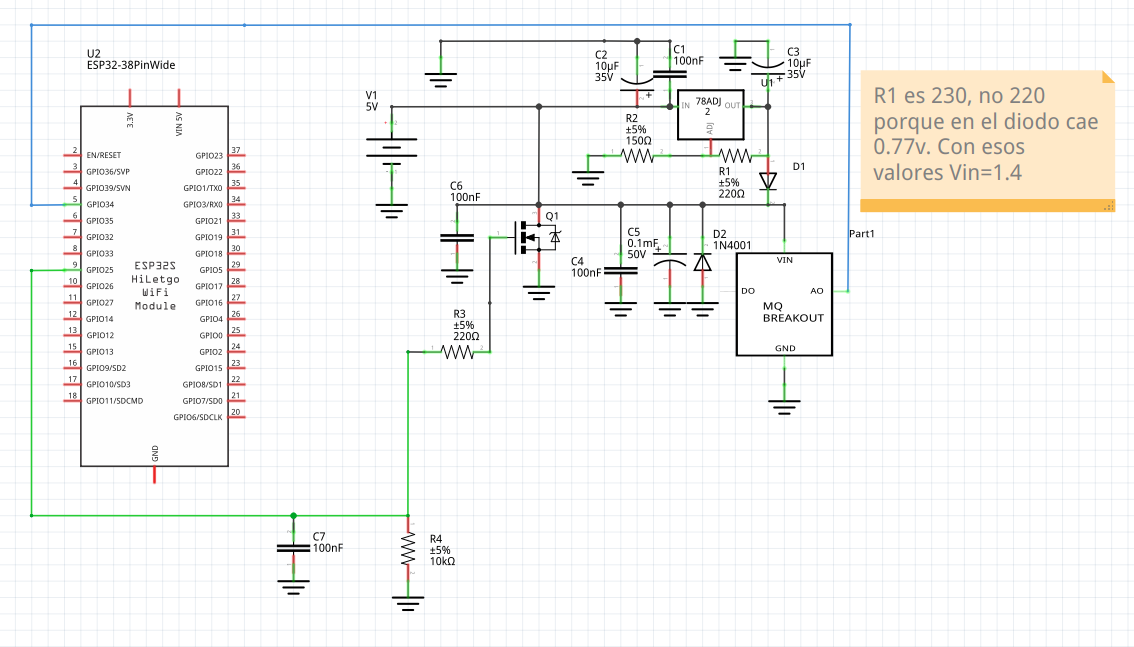 U2
ESP32-38PinWide
3.3V
VIN 5V
2 EN/RESET
3 GPIO36/SVP
4 GPIO39/SVN
5 GPIO34
6 GPIO35
7 GPIO32
8 GPIO33
9 GPIO25
10 GPIO26
11 GPIO27
12 GPIO14
13 GPIO12
15 GPIO13
16 GPIO9/SD2
17 GPIO10/SD3
18 GPIO11/SDCMD
GPIO23 37
GPIO22 36
GPIO1/TX0 35
GPIO3/RX0 34
GPIO21 33
GPIO19 31
GPIO18 30
GPIO5 29
GPIO17 28
GPIO16 27
GPIO4 26
GPIO0 25
GPIO2 24
GPIO15 23
GPIO8/SD1 22
GPIO7/SD0 21
GPIO6/SDCLK 20
ESP32S
HiLetgo
WiFi
Module
GND
V1
5V
C2
10µF
35V
C1
100nF
C3
10µF
35V
U1
78ADJ
2
IN
OUT
ADJ
R2
±5%
150Ω
R1
±5%
220Ω
D1
C6
100nF
Q1
C5
0.1mF
50V
C4
100nF
D2
1N4001
R3
±5%
220Ω
Part1
VIN
DO
AO
MQ
BREAKOUT
GND
C7
100nF
R4
±5%
10kΩ
R1 es 230, no 220
porque en el diodo cae
0.77v. Con esos
valores Vin=1.4